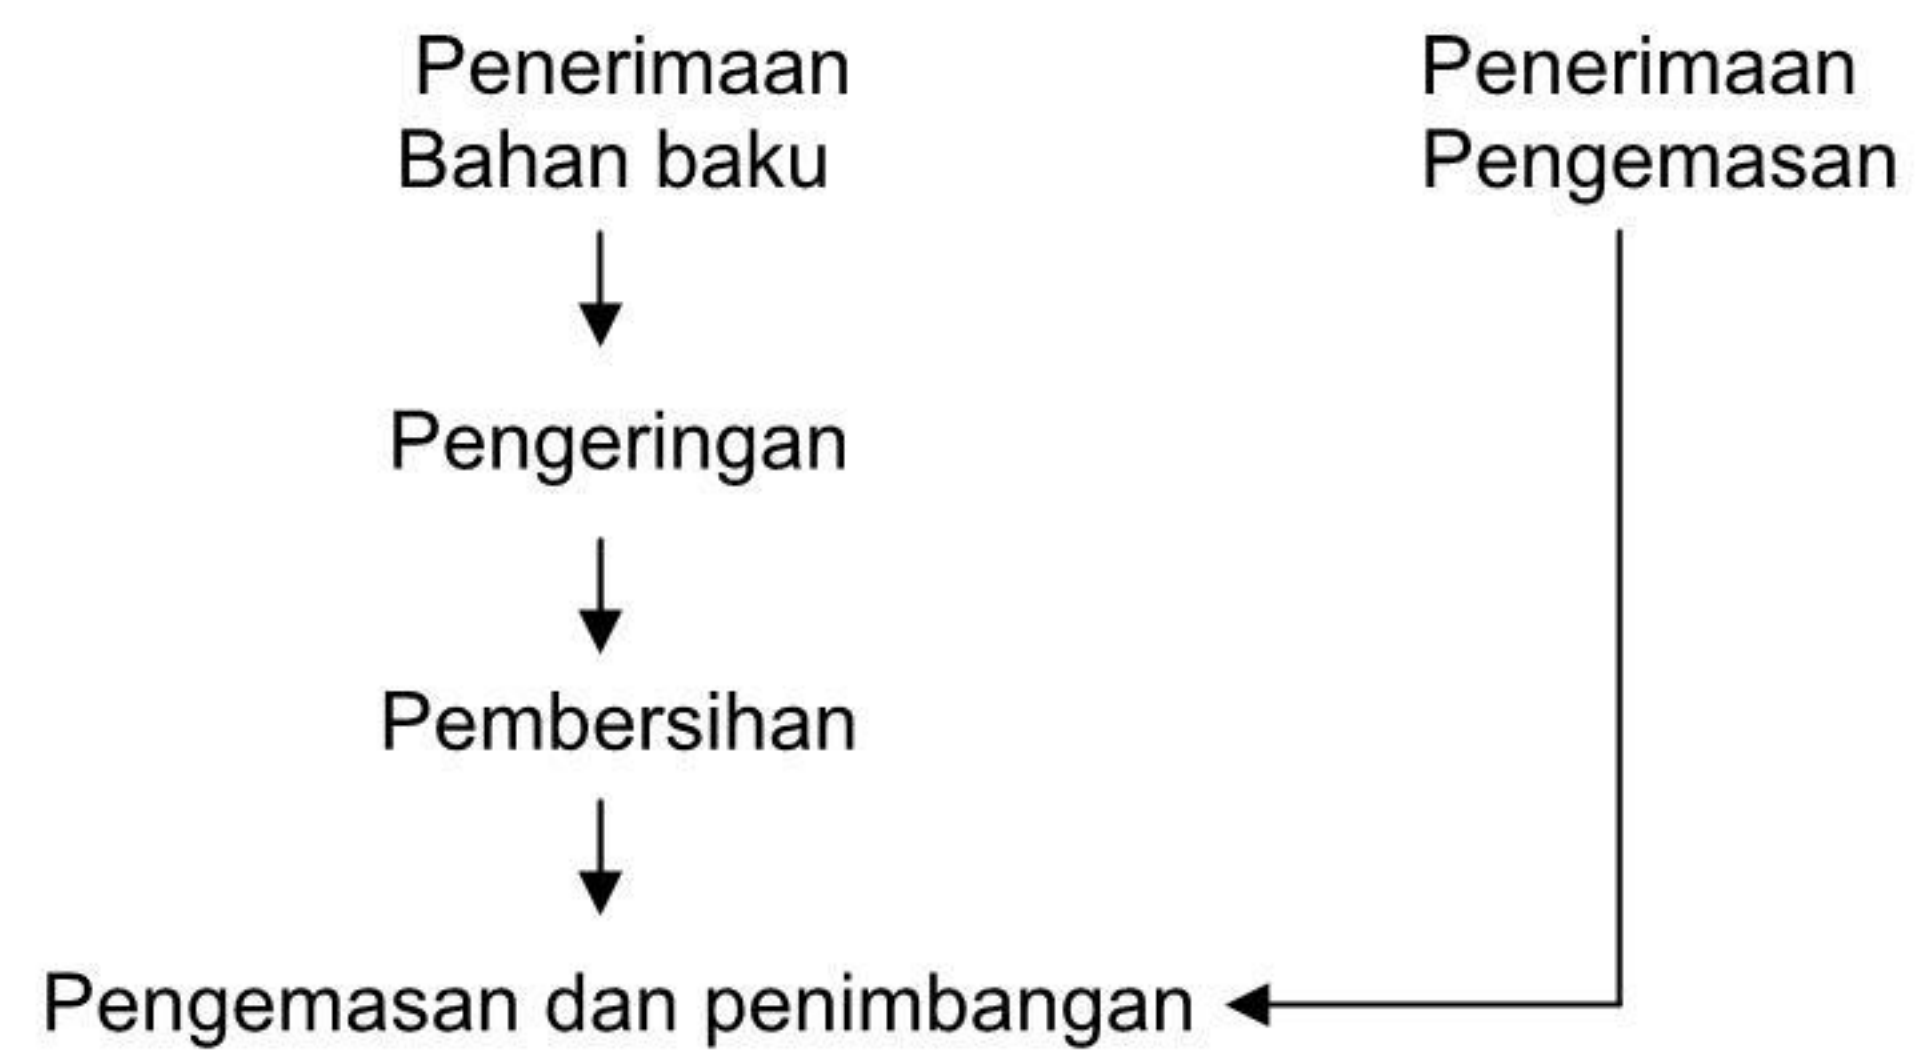 Penerimaan
Bahan baku
Penerimaan
Pengemasan
Pengeringan
Pembersihan
Pengemasan dan penimbangan